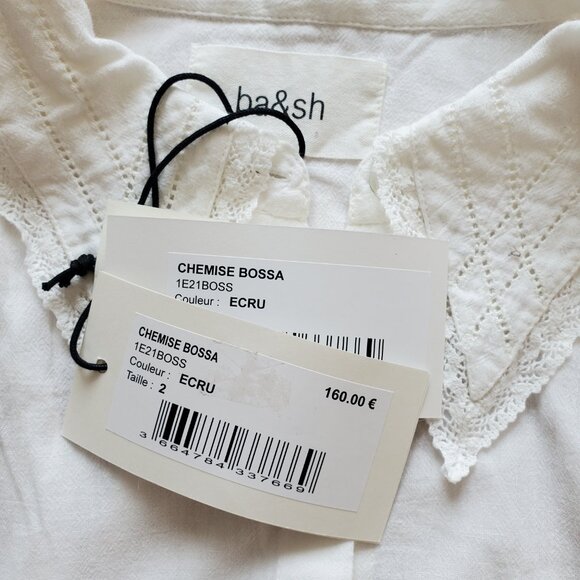 ba&sh
CHEMISE BOSSA
1E21BOSS
Couleur : ECRU
CHEMISE BOSSA
1E21BOSS
Couleur : ECRU
Taille : 2
160.00 €
3 664784 337669